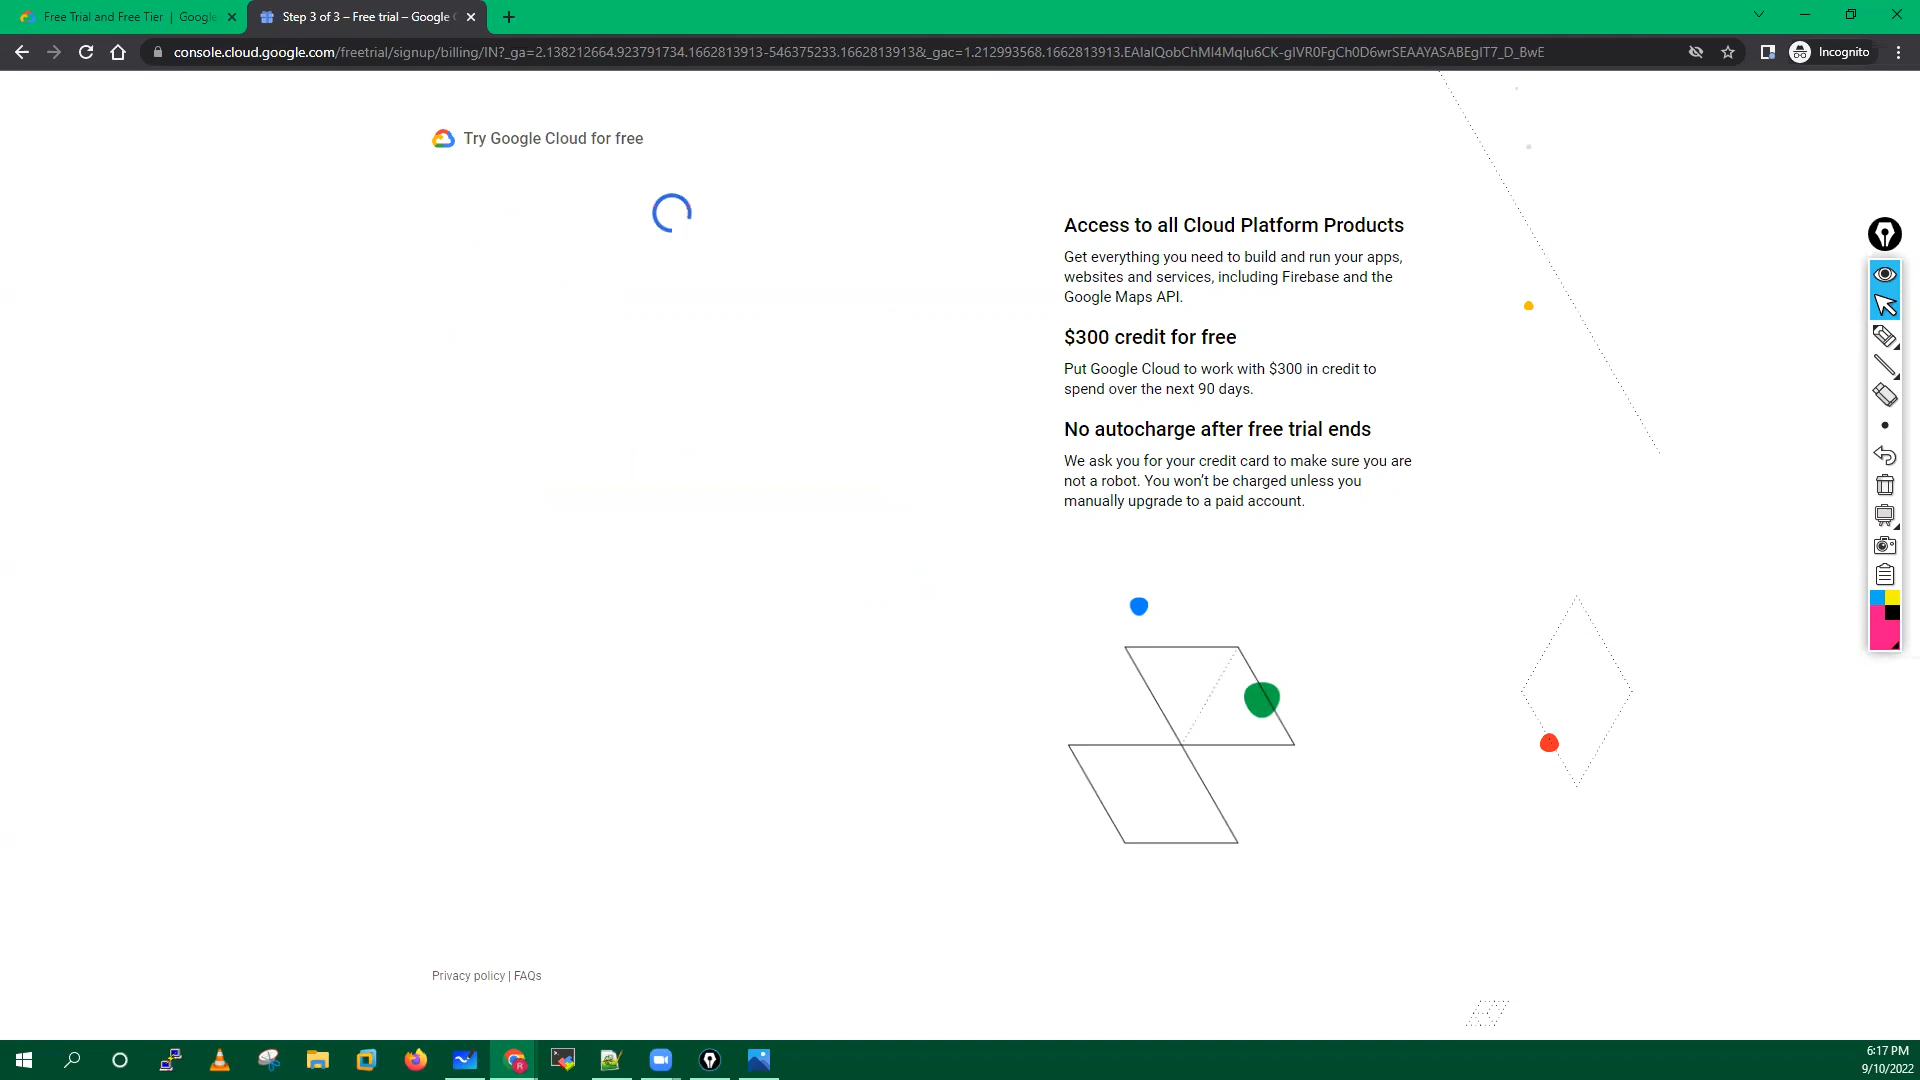 Free Trial and Free Tier | Google
Step 3 of 3 – Free trial – Google C
console.cloud.google.com/freetrial/signup/billing/IN?_ga=2.138212664.923791734.1662813913-546375233.1662813913&_gac=1.212993568.1662813913.EAIaIQobChMI4MqIu6CK-gIVR0FgCh0D6wrSEAAYASABEgIT7_D_BwE
Incognito
Try Google Cloud for free
Access to all Cloud Platform Products
Get everything you need to build and run your apps,
websites and services, including Firebase and the
Google Maps API.
$300 credit for free
Put Google Cloud to work with $300 in credit to
spend over the next 90 days.
No autocharge after free trial ends
We ask you for your credit card to make sure you are
not a robot. You won't be charged unless you
manually upgrade to a paid account.
Privacy policy | FAQs
6:17 PM
9/10/2022